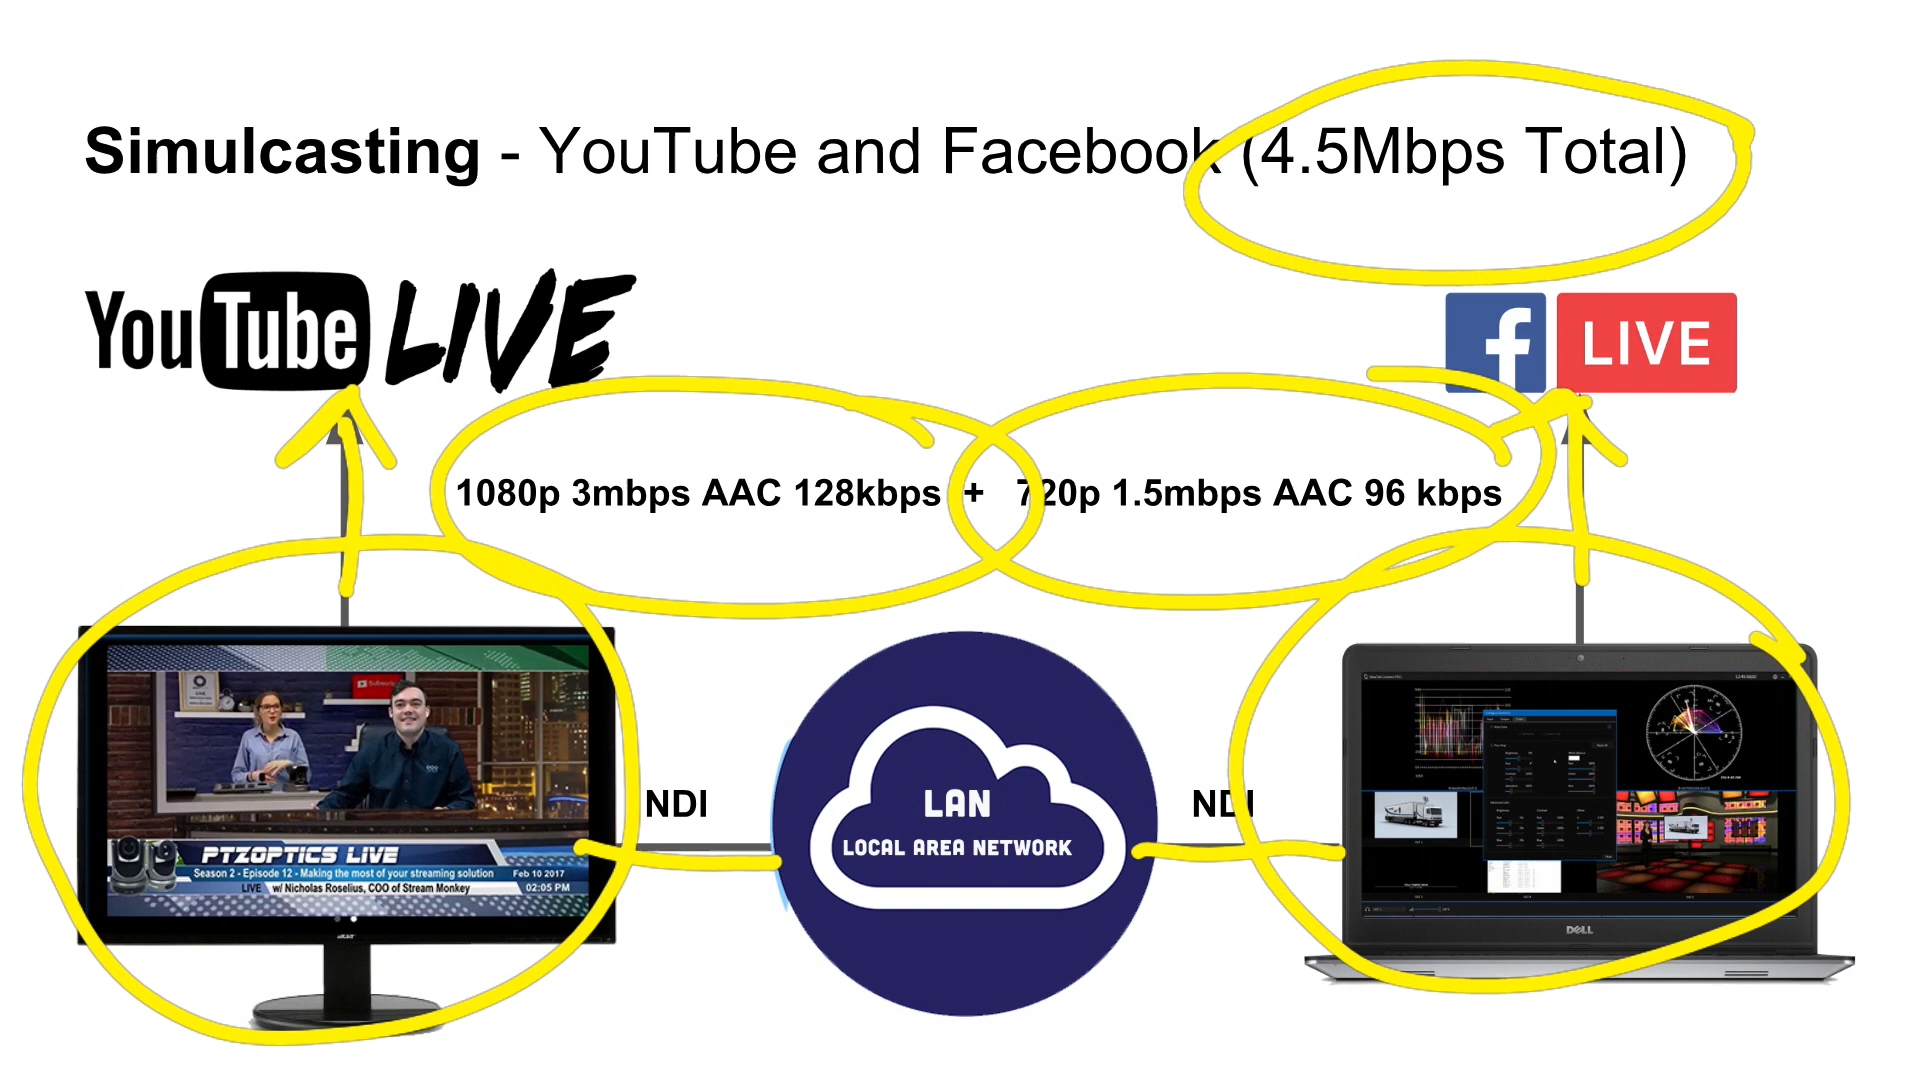 Simulcasting - YouTube and Facebook (4.5Mbps Total)
YouTube LIVE
f LIVE
1080p 3mbps AAC 128kbps + 720p 1.5mbps AAC 96 kbps
Subscribe
NDI
LAN
LOCAL AREA NETWORK
NDI
PTZOPTICS LIVE
Season 2 - Episode 12 - Making the most of your streaming solution Feb 10 2017
LIVE w/ Nicholas Roselius, COO of Stream Monkey 02:05 PM
acer
DELL